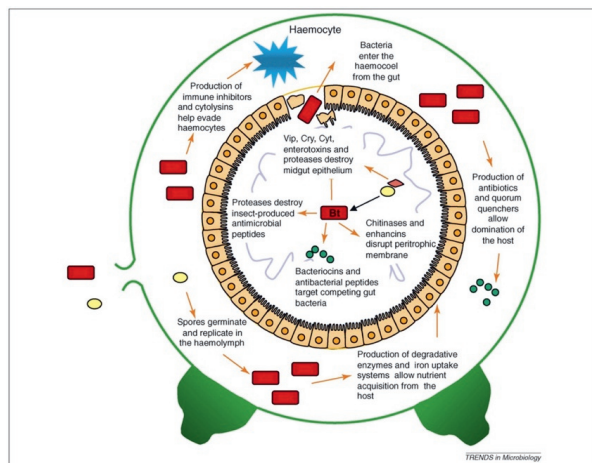 Haemocyte
Bacteria
enter the
haemocoel
from the gut
Production of
immune inhibitors
and cytolysins
help evade
haemocytes
Vip, Cry, Cyt,
enterotoxins and
proteases destroy
midgut epithelium
Production
of antibiotics
and quorum
quenchers
allow
domination of
the host
Proteases destroy
insect-produced
antimicrobial
peptides
Bt
Chitinases and
enhancins
disrupt peritrophic
membrane
Bacteriocins and
antibacterial peptides
target competing gut
bacteria
Spores germinate
and replicate in
the haemolymph
Production of degradative
enzymes and iron uptake
systems allow nutrient
acquisition from the
host
TRENDS in Microbiology